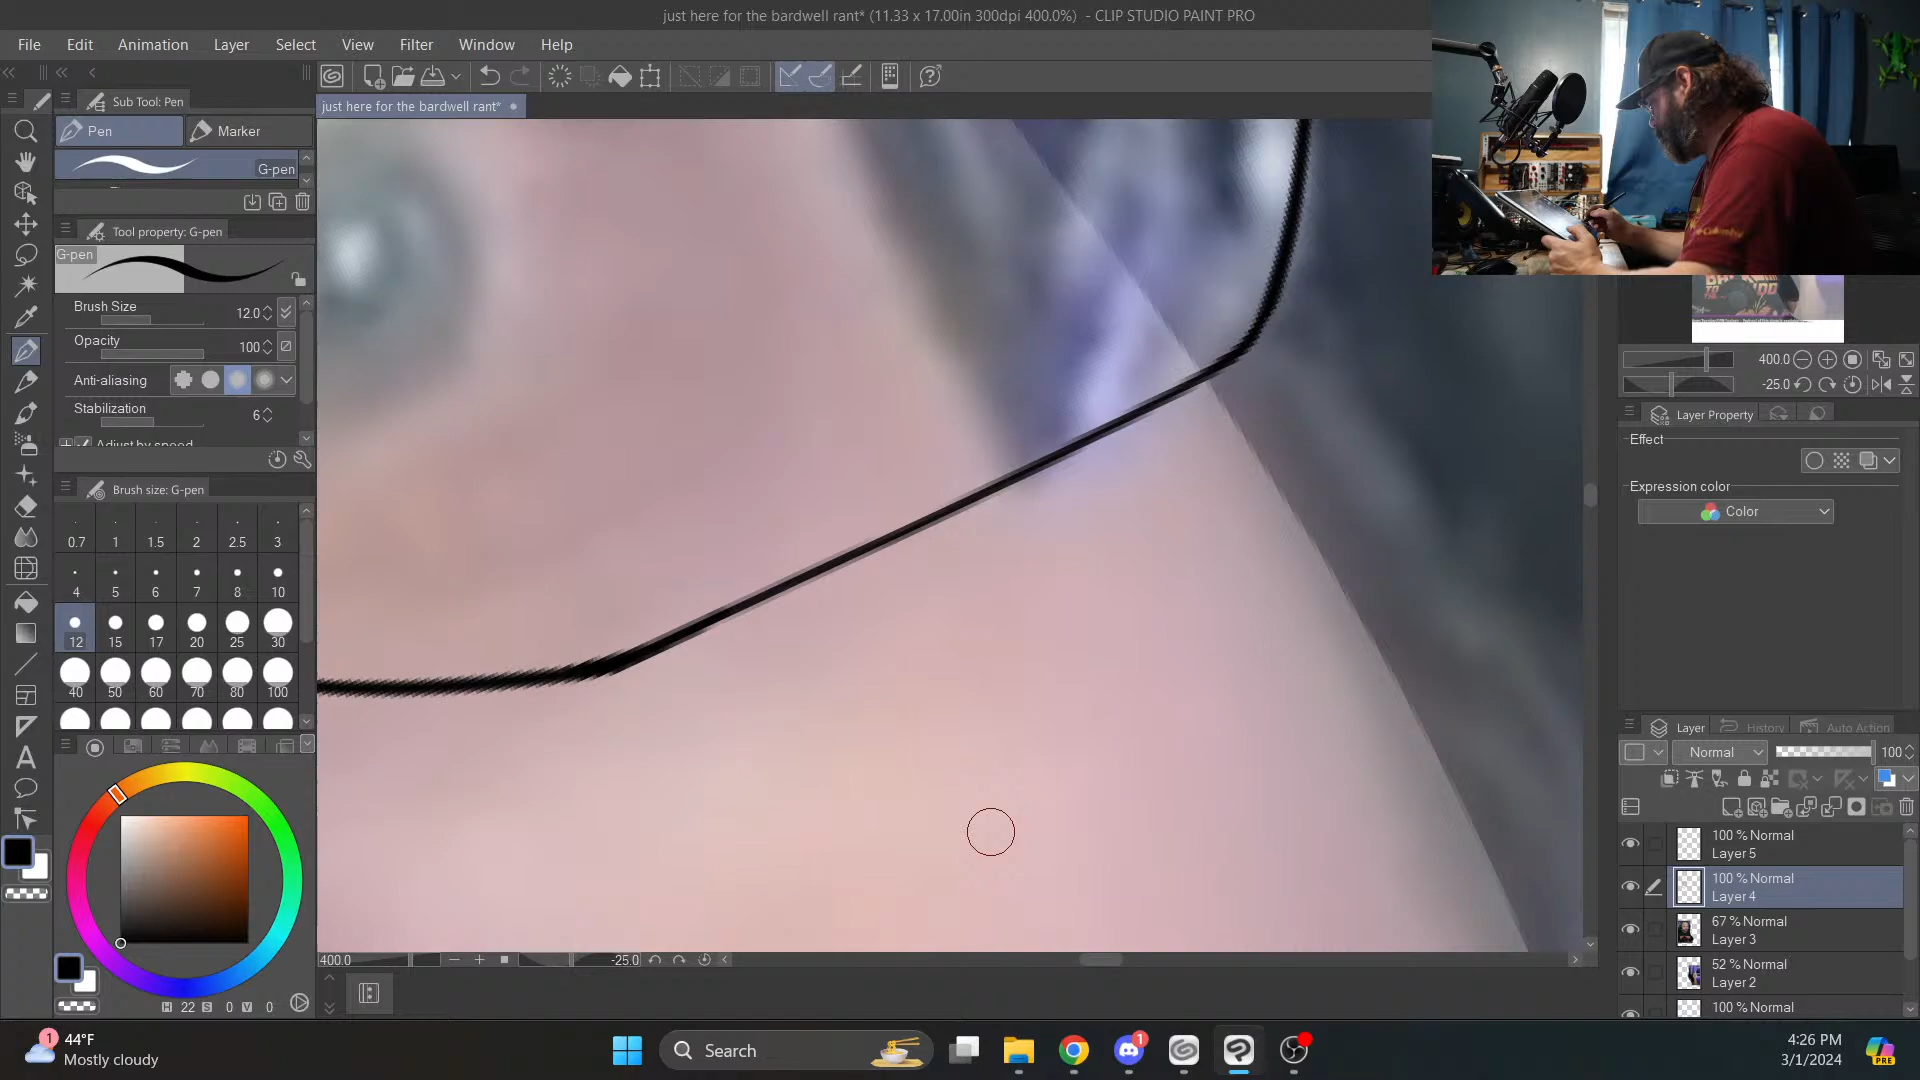 just here for the bardwell rant* (11.33 x 17.00in 300dpi 400.0%) - CLIP STUDIO PAINT PRO
File Edit Animation Layer Select View Filter Window Help
Sub Tool: Pen
just here for the bardwell rant*
Pen Marker
G-pen
Tool property: G-pen
G-pen
Brush Size 12.0
Opacity 100
Anti-aliasing
Stabilization 6
Adjust by speed
Brush size: G-pen
0.7 1 1.5 2 2.5 3
4 5 6 7 8 10
12 15 17 20 25 30
40 50 60 70 80 100
H 22 S 0 V 0
400.0 -25.0
400.0
-25.0
Layer Property
Effect
Expression color
Color
Layer History Auto Action
Normal 100
100 % Normal
Layer 5
100 % Normal
Layer 4
67 % Normal
Layer 3
52 % Normal
Layer 2
100 % Normal
1 44°F
Mostly cloudy
Search
1
4:26 PM
3/1/2024
PRE